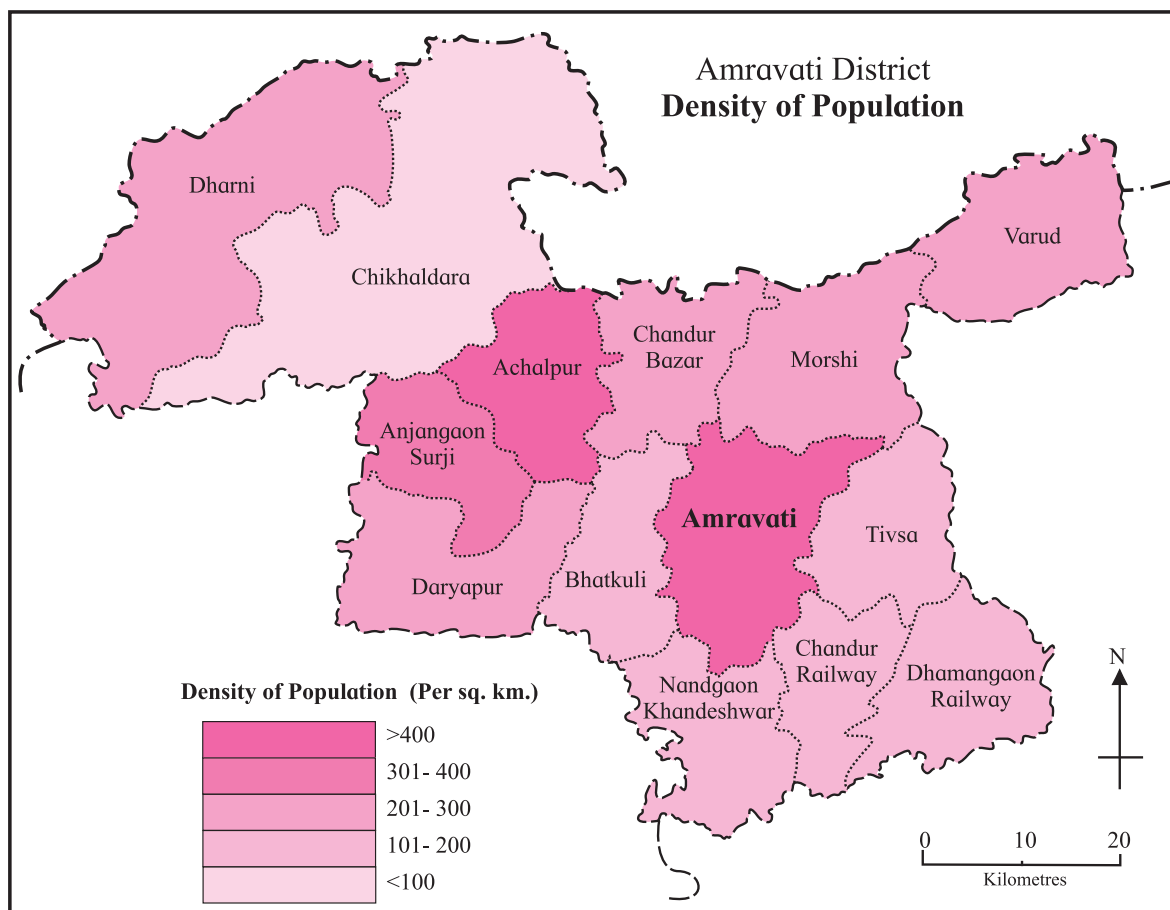 Amravati District
Density of Population
Dharni
Varud
Chikhaldara
Chandur
Bazar
Morshi
Achalpur
Anjangaon
Surji
Amravati
Tivsa
Daryapur
Bhatkuli
Chandur
Railway
Dhamangaon
Railway
Nandgaon
Khandeshwar
N
Density of Population (Per sq. km.)
>400
301- 400
201- 300
101- 200
<100
0 10 20
Kilometres